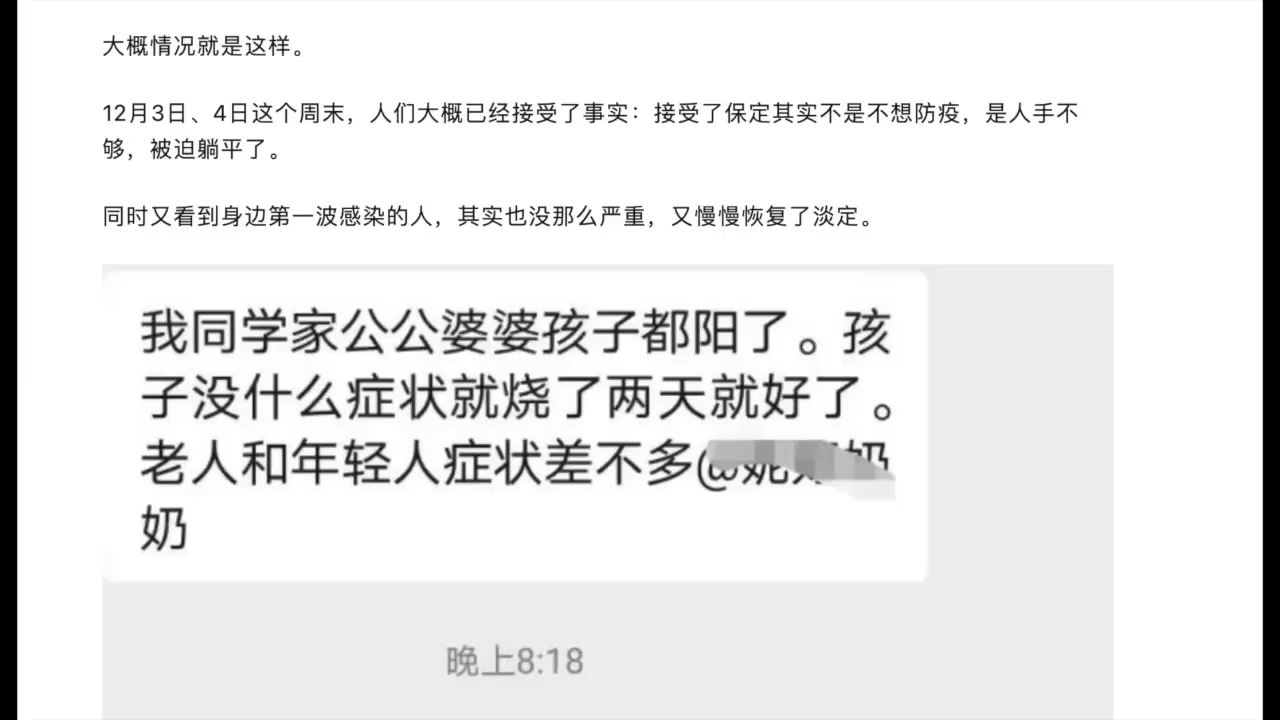 大概情况就是这样。
12月3日、4日这个周末，人们大概已经接受了事实：接受了保定其实不是不想防疫，是人手不
够，被迫躺平了。
同时又看到身边第一波感染的人，其实也没那么严重，又慢慢恢复了淡定。
我同学家公公婆婆孩子都阳了。孩
子没什么症状就烧了两天就好了。
老人和年轻人症状差不多@
奶
晚上8:18